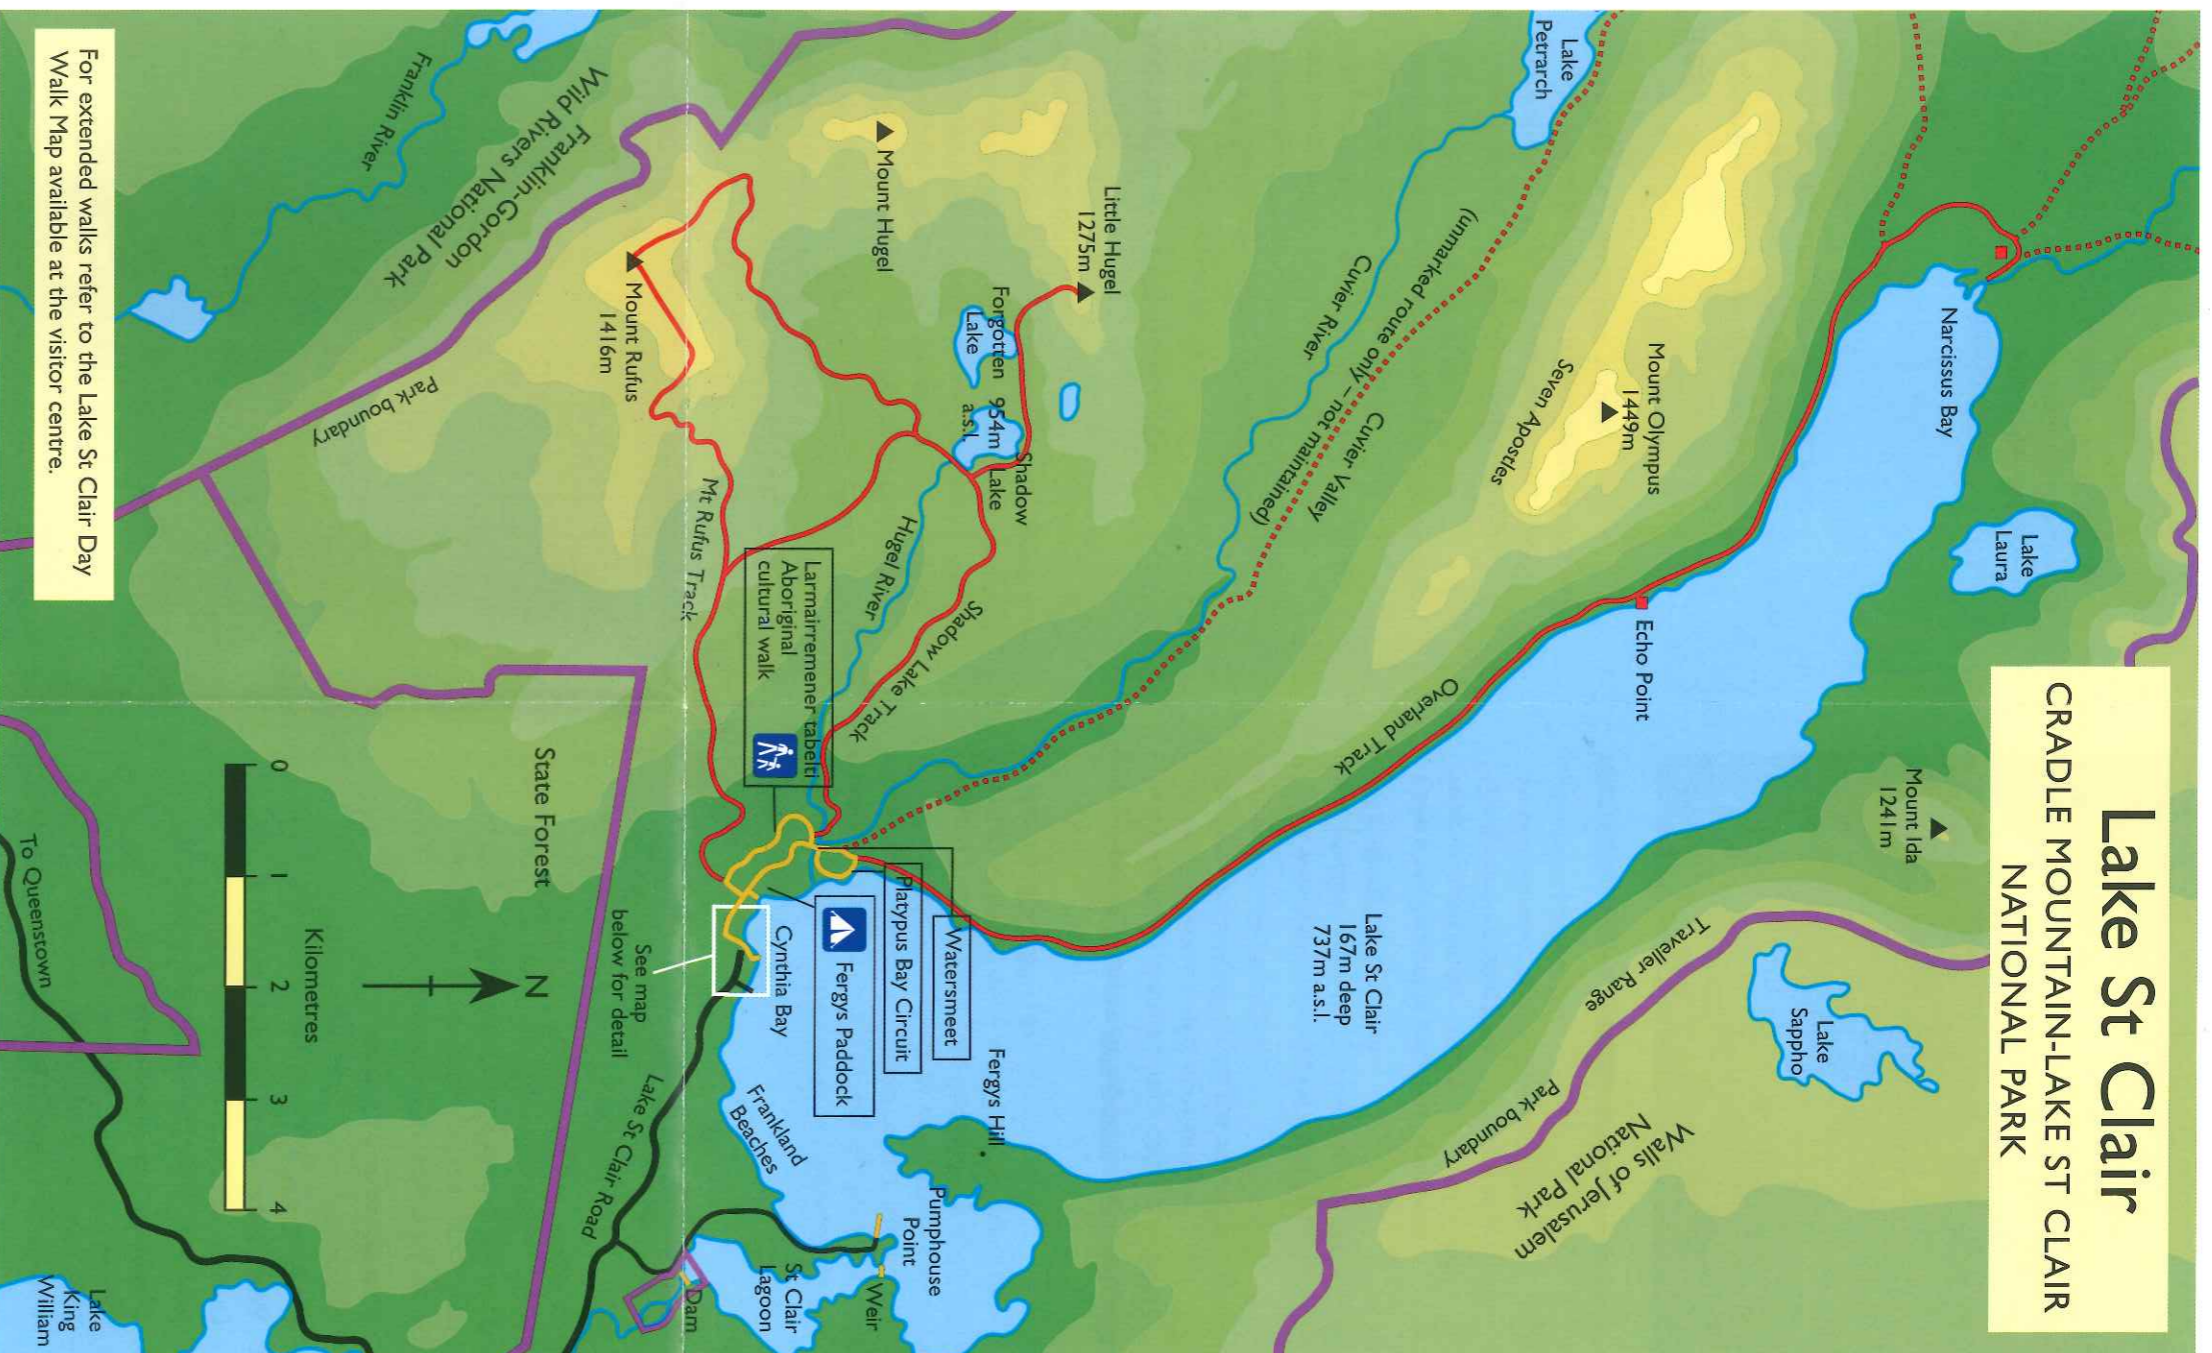 Lake St Clair
CRADLE MOUNTAIN-LAKE ST CLAIR
NATIONAL PARK
Narcissus Bay
Lake
Laura
Mount Ida
1241m
Echo Point
Mount Olympus
1449m
Seven Apostles
Lake
Petrarch
(unmarked route only – not maintained)
Cuvier Valley
Cuvier River
Overland Track
Traveller Range
Lake
Sappho
Park boundary
Walls of Jerusalem
National Park
Lake St Clair
167m deep
737m a.s.l.
Little Hugel
1275m
Forgotten
Lake
954m
a.s.l.
Shadow
Lake
Mount Hugel
Hugel River
Shadow Lake Track
Fergys Hill
Watersmeet
Platypus Bay Circuit
Fergys Paddock
Larmairremener tabelti
Aboriginal
cultural walk
Cynthia Bay
Pumphouse
Point
Weir
Frankland
Beaches
St Clair
Lagoon
Dam
Mt Rufus Track
Mount Rufus
1416m
Franklin-Gordon
Wild Rivers National Park
Franklin River
Park boundary
See map
below for detail
Lake St Clair Road
State Forest
N
0 1 2 3 4
Kilometres
To Queenstown
Lake
King
William
For extended walks refer to the Lake St Clair Day
Walk Map available at the visitor centre.